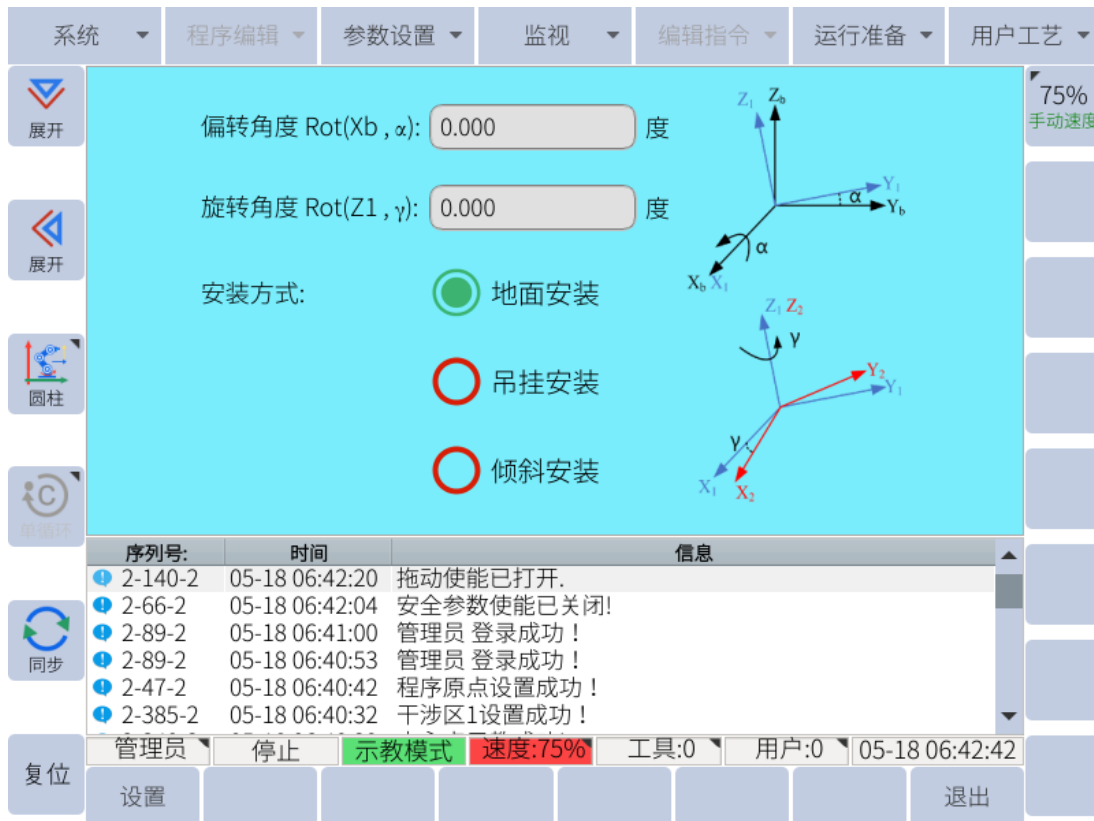 系统 程序编辑 参数设置 监视 编辑指令 运行准备 用户工艺
展开
75%
手动速度
偏转角度 Rot(Xb , α): 0.000 度
旋转角度 Rot(Z1 , γ): 0.000 度
安装方式: 地面安装
吊挂安装
倾斜安装
Z1 Zb
Y1
α
Yb
α
Xb X1
Z1 Z2
γ
Y2
Y1
γ
X1 X2
展开
圆柱
单循环
同步
复位
序列号: 时间 信息
2-140-2 05-18 06:42:20 拖动使能已打开.
2-66-2 05-18 06:42:04 安全参数使能已关闭!
2-89-2 05-18 06:41:00 管理员 登录成功！
2-89-2 05-18 06:40:53 管理员 登录成功！
2-47-2 05-18 06:40:42 程序原点设置成功！
2-385-2 05-18 06:40:32 干涉区1设置成功！
管理员 停止 示教模式 速度:75% 工具:0 用户:0 05-18 06:42:42
设置 退出